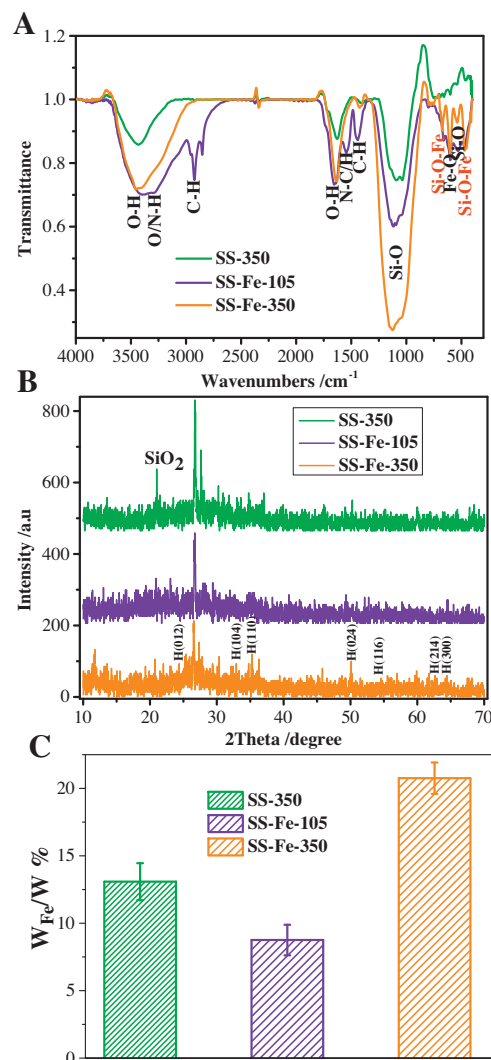 A
1.2
1.0
0.8
0.6
0.4
Transmittance
O-H
O/N-H
C-H
O-H
N-C/H
C-H
Si-O
Si-O-Fe
Fe-O
Si-O
Si-O-Fe
SS-350
SS-Fe-105
SS-Fe-350
4000 3500 3000 2500 2000 1500 1000 500
Wavenumbers /cm⁻¹
B
800
600
400
200
0
Intensity /a.u
SiO₂
SS-350
SS-Fe-105
SS-Fe-350
H(012)
H(104)
H(110)
H(024)
H(116)
H(214)
H(300)
10 20 30 40 50 60 70
2Theta /degree
C
20
15
10
5
0
W_Fe/W %
SS-350
SS-Fe-105
SS-Fe-350